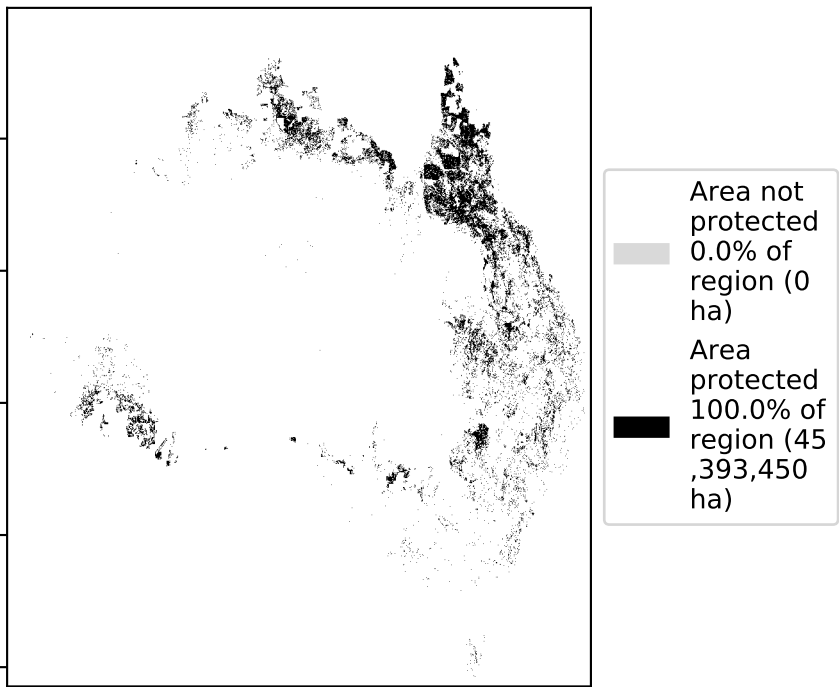 Area not
protected
0.0% of
region (0
ha)
Area
protected
100.0% of
region (45
,393,450
ha)